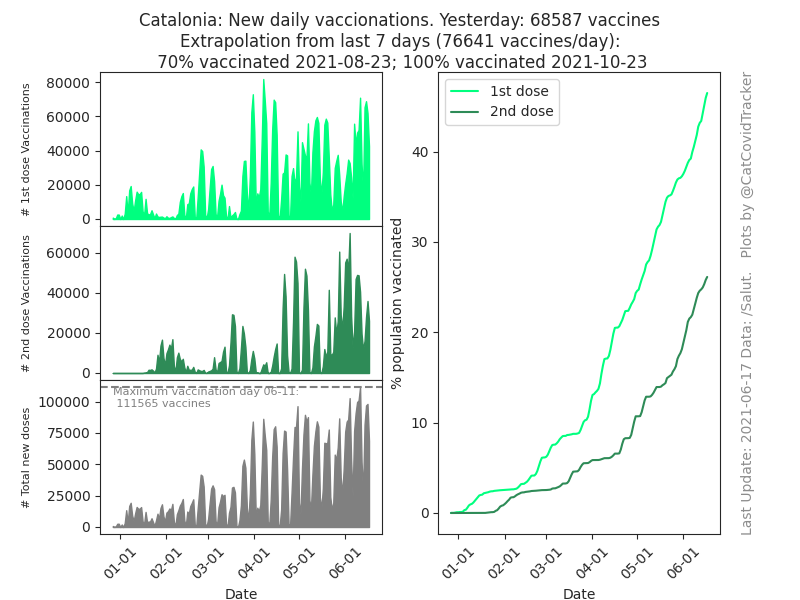 Catalonia: New daily vaccionations. Yesterday: 68587 vaccines
Extrapolation from last 7 days (76641 vaccines/day):
70% vaccinated 2021-08-23; 100% vaccinated 2021-10-23
# 1st dose Vaccinations
80000
60000
40000
20000
0
# 2nd dose Vaccinations
60000
40000
20000
0
# Total new doses
Maximum vaccination day 06-11:
111565 vaccines
100000
75000
50000
25000
0
01-01
02-01
03-01
04-01
05-01
06-01
Date
% population vaccinated
1st dose
2nd dose
40
30
20
10
0
01-01
02-01
03-01
04-01
05-01
06-01
Date
Last Update: 2021-06-17 Data: /Salut. Plots by @CatCovidTracker